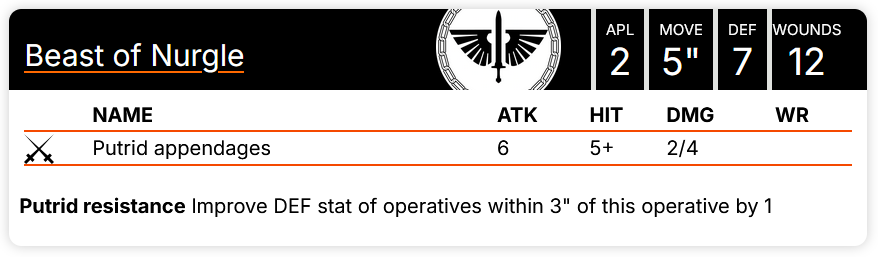 Beast of Nurgle
APL MOVE DEF WOUNDS
2 5" 7 12
NAME ATK HIT DMG WR
Putrid appendages 6 5+ 2/4
Putrid resistance Improve DEF stat of operatives within 3" of this operative by 1